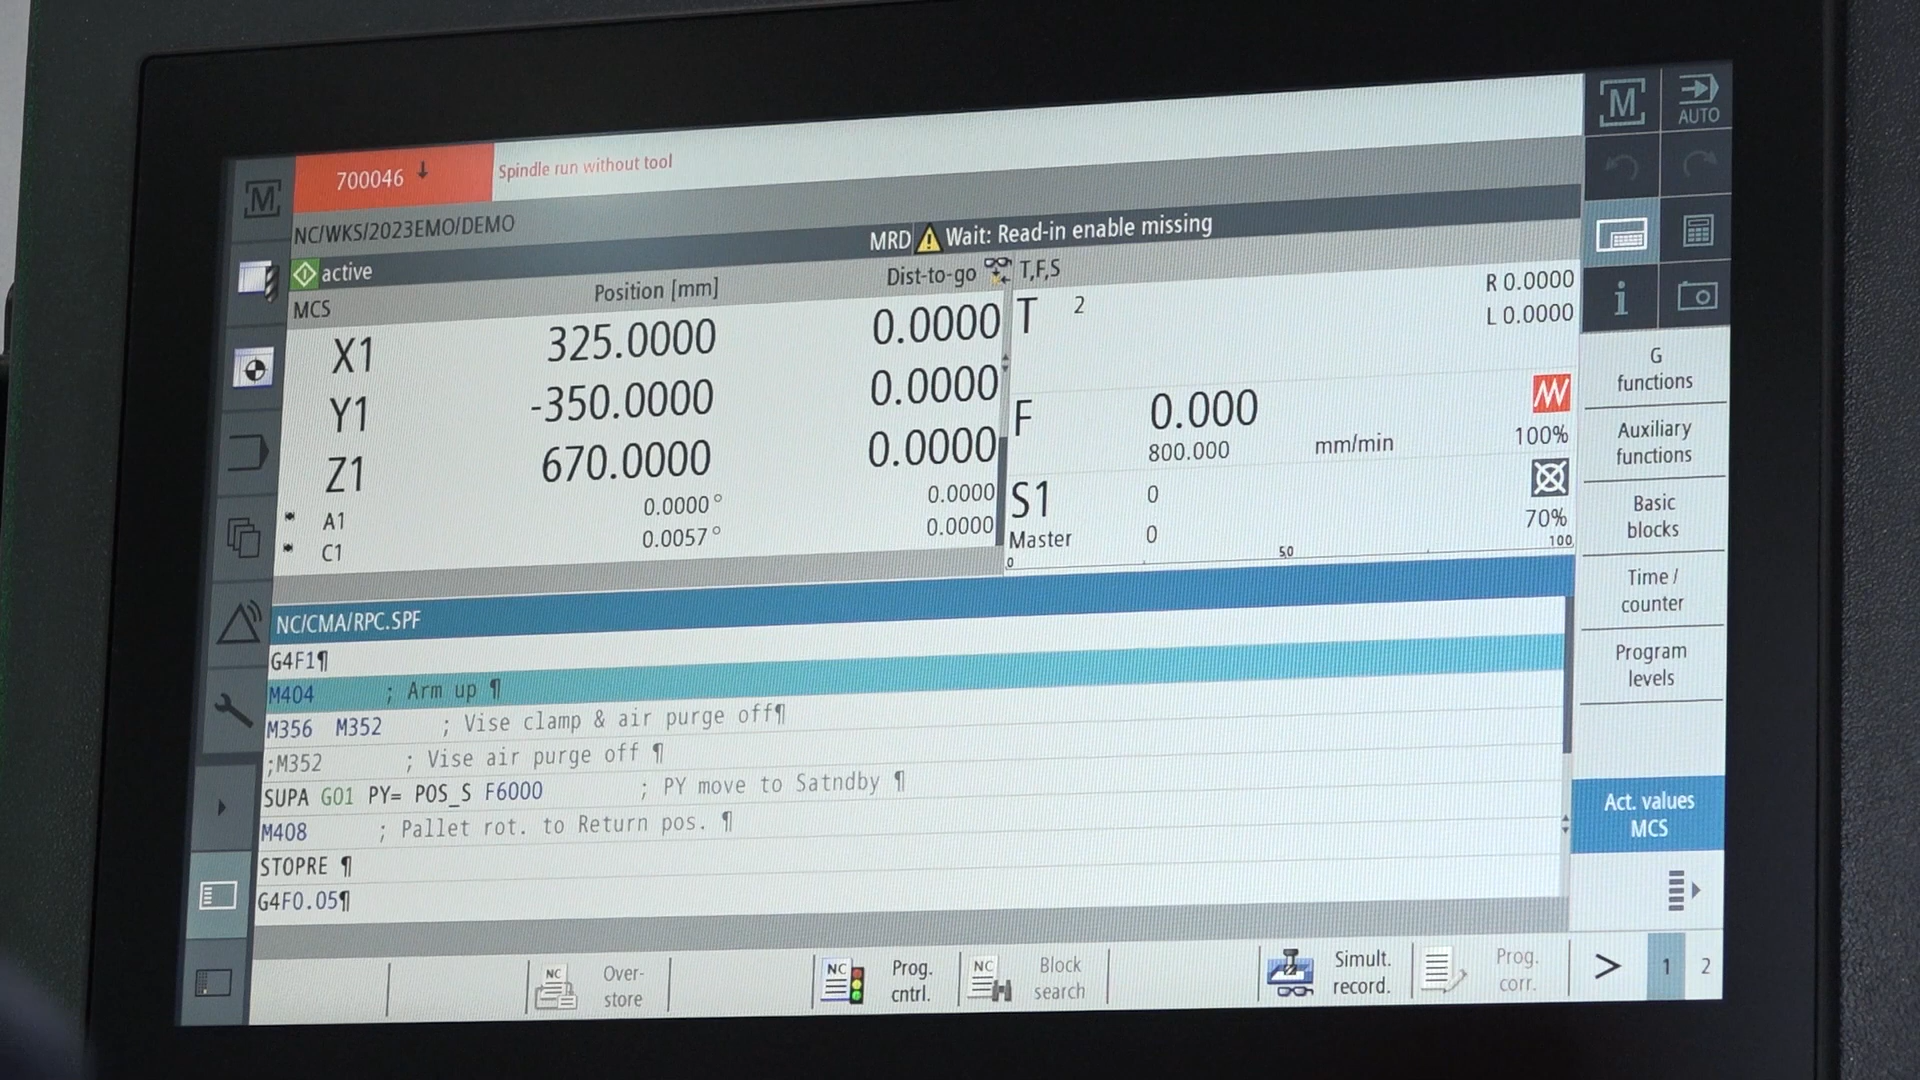 700046 Spindle run without tool
M AUTO
M
NC/WKS/2023EMO/DEMO
active MRD Wait: Read-in enable missing
MCS Position [mm] Dist-to-go T,F,S
X1 325.0000 0.0000 T 2 R 0.0000
L 0.0000
Y1 -350.0000 0.0000
Z1 670.0000 0.0000 F 0.000 100%
800.000 mm/min
A1 0.0000° 0.0000 S1 0
C1 0.0057° 0.0000 Master 0 70%
0 50 100
NC/CMA/RPC.SPF
G4F1¶
M404 ; Arm up ¶
M356 M352 ; Vise clamp & air purge off¶
;M352 ; Vise air purge off ¶
SUPA G01 PY= POS_S F6000 ; PY move to Satndby ¶
M408 ; Pallet rot. to Return pos. ¶
STOPRE ¶
G4F0.05¶
G
functions
Auxiliary
functions
Basic
blocks
Time /
counter
Program
levels
Act. values
MCS
NC Over-
store
NC Prog.
cntrl.
NC Block
search
Simult.
record.
Prog.
corr.
> 1 2